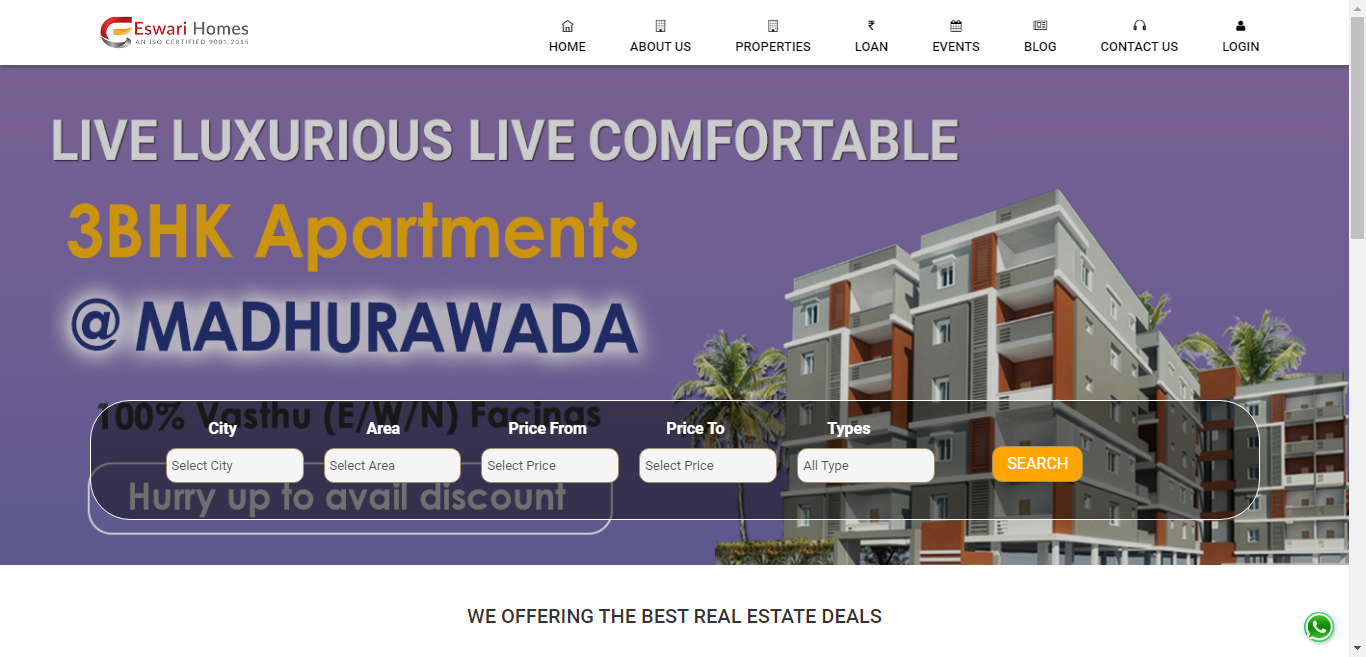 Eswari Homes
AN ISO CERTIFIED 9001:2015
HOME
ABOUT US
PROPERTIES
LOAN
EVENTS
BLOG
CONTACT US
LOGIN
LIVE LUXURIOUS LIVE COMFORTABLE
3BHK Apartments
@ MADHURAWADA
100% Vasthu (E/W/N) Facings
City
Area
Price From
Price To
Types
Select City
Select Area
Select Price
Select Price
All Type
SEARCH
Hurry up to avail discount
WE OFFERING THE BEST REAL ESTATE DEALS